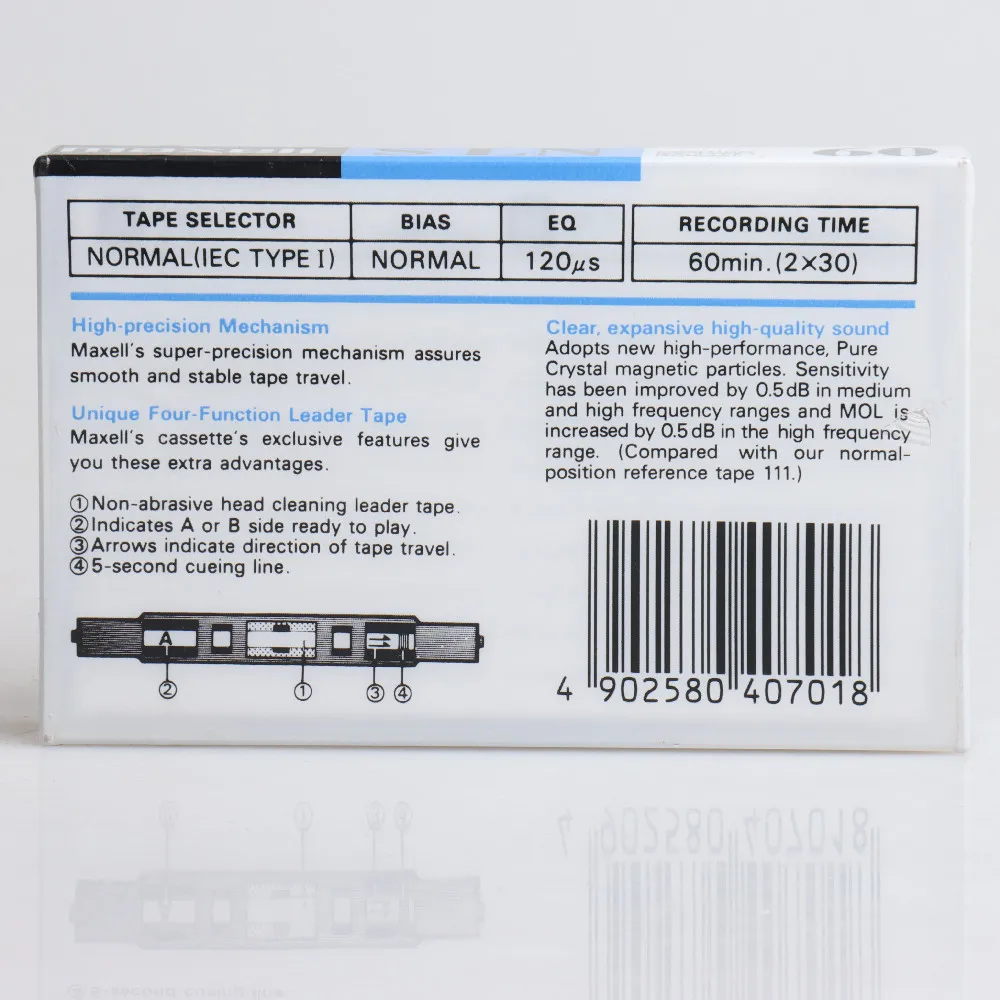 TAPE SELECTOR BIAS EQ RECORDING TIME
NORMAL(IEC TYPE I) NORMAL 120μs 60min.(2×30)
High-precision Mechanism
Maxell's super-precision mechanism assures
smooth and stable tape travel.
Unique Four-Function Leader Tape
Maxell's cassette's exclusive features give
you these extra advantages.
①Non-abrasive head cleaning leader tape.
②Indicates A or B side ready to play.
③Arrows indicate direction of tape travel.
④5-second cueing line.
A
② ① ③ ④
Clear, expansive high-quality sound
Adopts new high-performance, Pure
Crystal magnetic particles. Sensitivity
has been improved by 0.5dB in medium
and high frequency ranges and MOL is
increased by 0.5dB in the high frequency
range. (Compared with our normal-
position reference tape 111.)
4 902580 407018